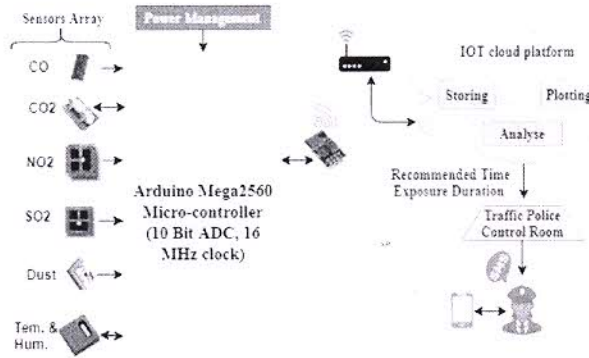 Sensors Array
Power Management
CO
CO2
NO2
SO2
Dust
Tem. &
Hum.
Arduino Mega2560
Micro-controller
(10 Bit ADC, 16
MHz clock)
IOT cloud platform
Storing
Plotting
Analyse
Recommended Time
Exposure Duration
Traffic Police
Control Room